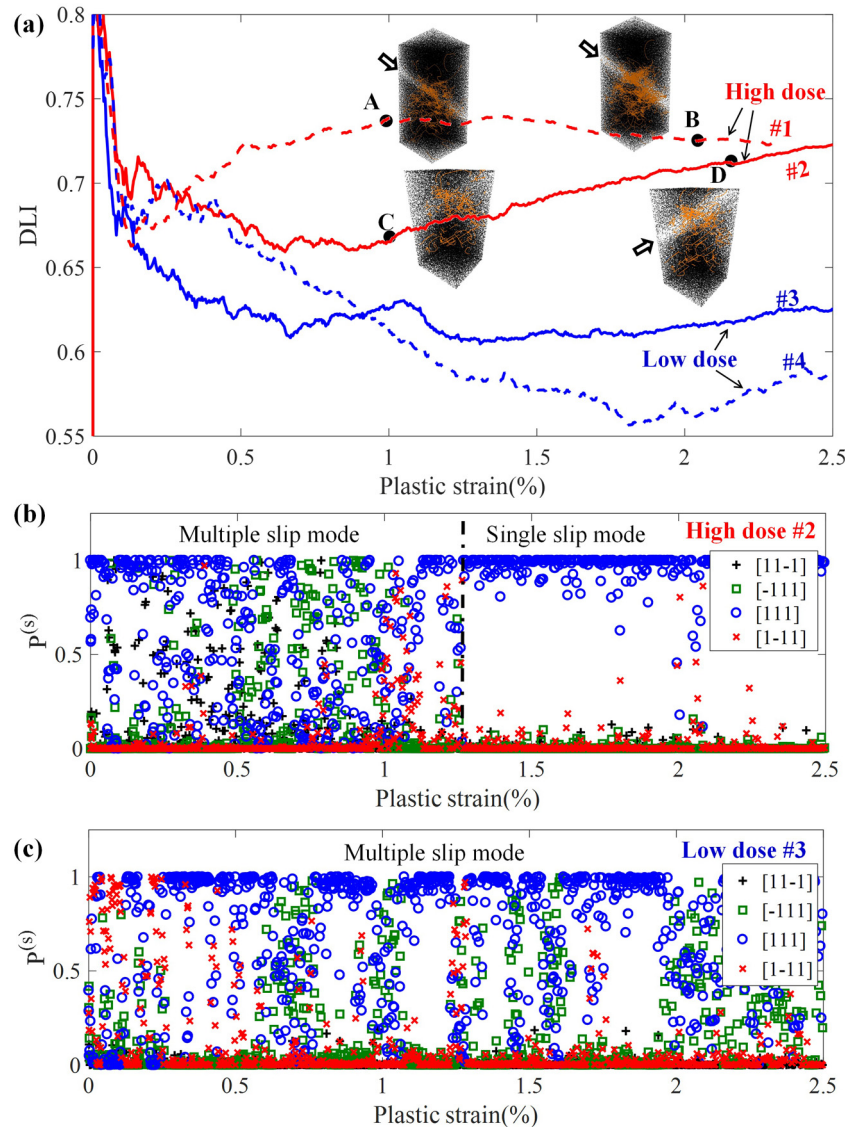 (a)
0.8
0.75
0.7
0.65
0.6
0.55
DLI
A
B
High dose
#1
D
#2
C
#3
Low dose
#4
0 0.5 1 1.5 2 2.5
Plastic strain(%)
(b)
Multiple slip mode Single slip mode High dose #2
1
0.5
0
P(s)
[11-1]
[-111]
[111]
[1-11]
0 0.5 1 1.5 2 2.5
Plastic strain(%)
(c)
Multiple slip mode Low dose #3
1
0.5
0
P(s)
[11-1]
[-111]
[111]
[1-11]
0 0.5 1 1.5 2 2.5
Plastic strain(%)